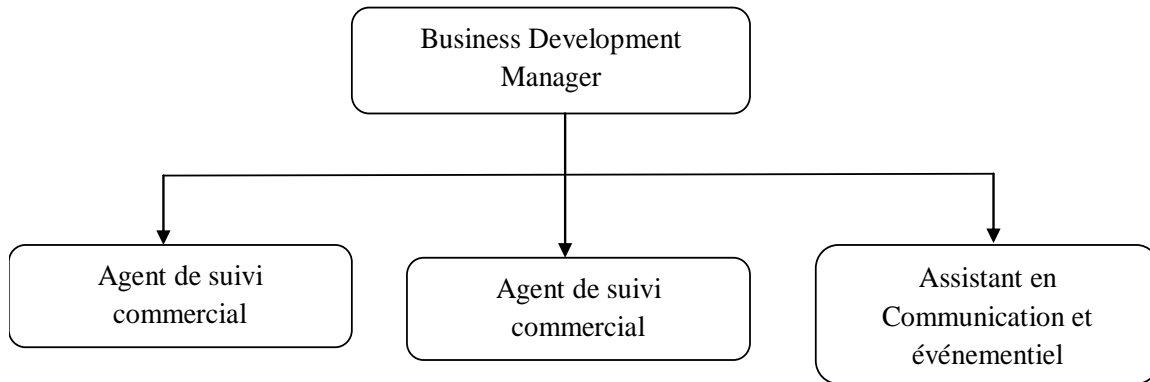 Business Development
Manager
Agent de suivi
commercial
Agent de suivi
commercial
Assistant en
Communication et
événementiel